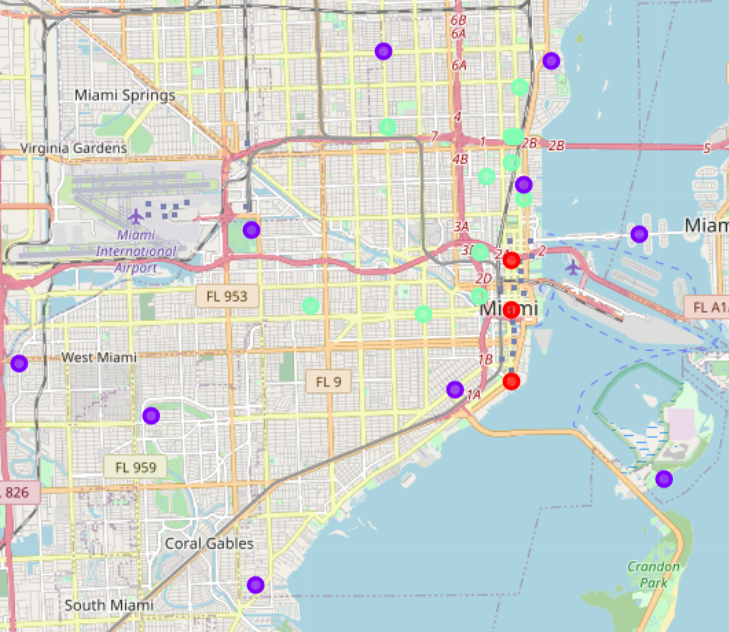 6B
6A
6A
Miami Springs
4
7
1
2B
2B
5
Virginia Gardens
4B
3A
Miam
Miami
International
Airport
2
2D
FL 953
Miami
FL A1A
West Miami
1B
FL 9
1A
FL 959
826
Coral Gables
Crandon
Park
South Miami